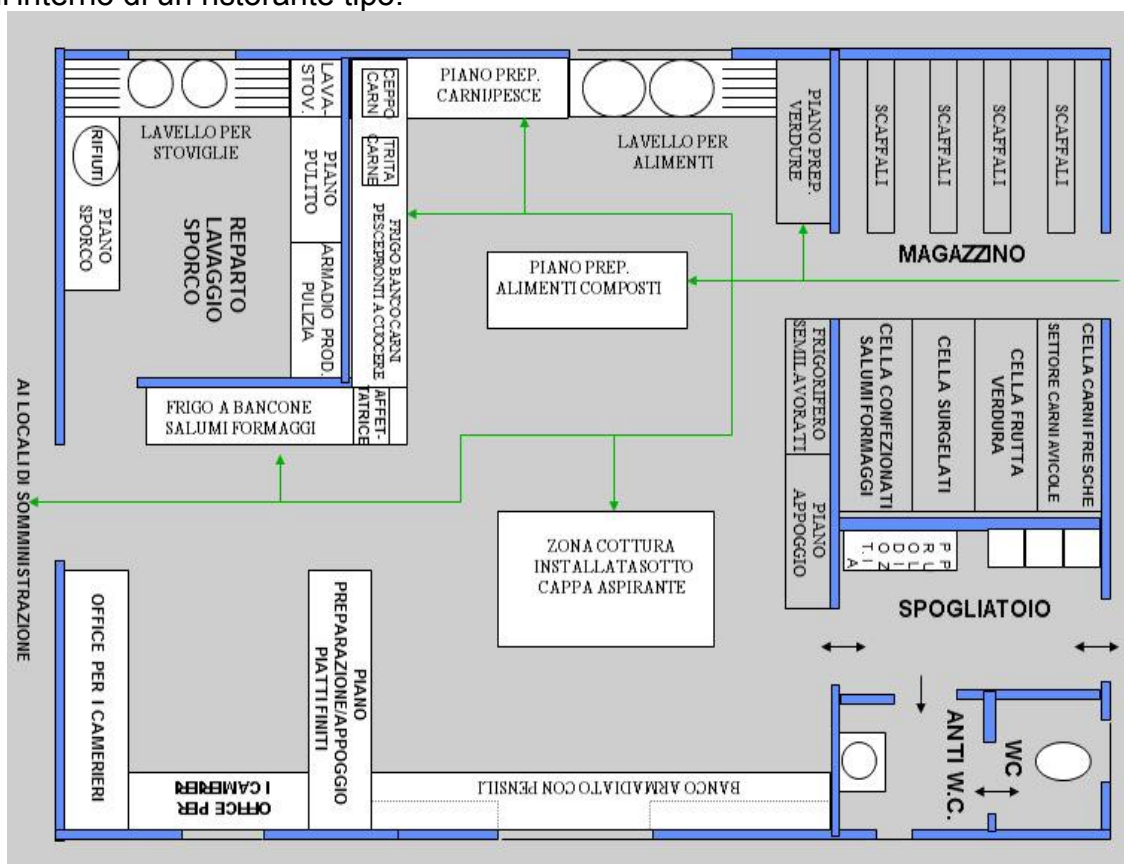 all'interno di un ristorante tipo.
LAVA-
STOV.
CEPPO
CARN
PIANO PREP.
CARNI/PESCE
PIANO PREP.
VERDURE
SCAFFALI
SCAFFALI
SCAFFALI
SCAFFALI
LAVELLO PER
STOVIGLIE
RIFIUTI
PIANO
SPORCO
REPARTO
LAVAGGIO
SPORCO
PIANO
PULITO
TRITA
CARNE
LAVELLO PER
ALIMENTI
ARMADIO PROD.
PULIZIA
FRIGO BANCO CARNI
PESCE PRONTI A CUOCERE
PIANO PREP.
ALIMENTI COMPOSTI
MAGAZZINO
FRIGORIFERO
SEMILAVORATI
CELLA CONFEZIONATI
SALUMI FORMAGGI
CELLA SURGELATI
CELLA FRUTTA
VERDURA
SETTORE CARNI AVICOLE
CELLA CARNI FRESCHE
FRIGO A BANCONE
SALUMI FORMAGGI
AFFET-
TATRICE
AI LOCALI DI SOMMINISTRAZIONE
PIANO
APPOGGIO
ZONA COTTURA
INSTALLATA SOTTO
CAPPA ASPIRANTE
SPOGLIATOIO
OFFICE PER I CAMERIERI
PIANO
PREPARAZIONE/APPOGGIO
PIATTI FINITI
OFFICE PER
I CAMERIERI
BANCO ARMADIATO CON PENSILI
ANTI W.C.
WC